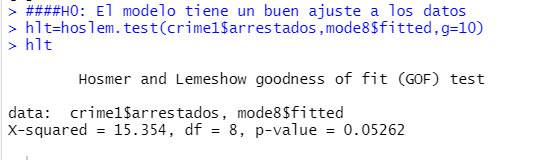 > ####H0: El modelo tiene un buen ajuste a los datos
> hlt=hoslem.test(crime1$arrestados,mode8$fitted,g=10)
> hlt
Hosmer and Lemeshow goodness of fit (GOF) test
data:  crime1$arrestados, mode8$fitted
X-squared = 15.354, df = 8, p-value = 0.05262